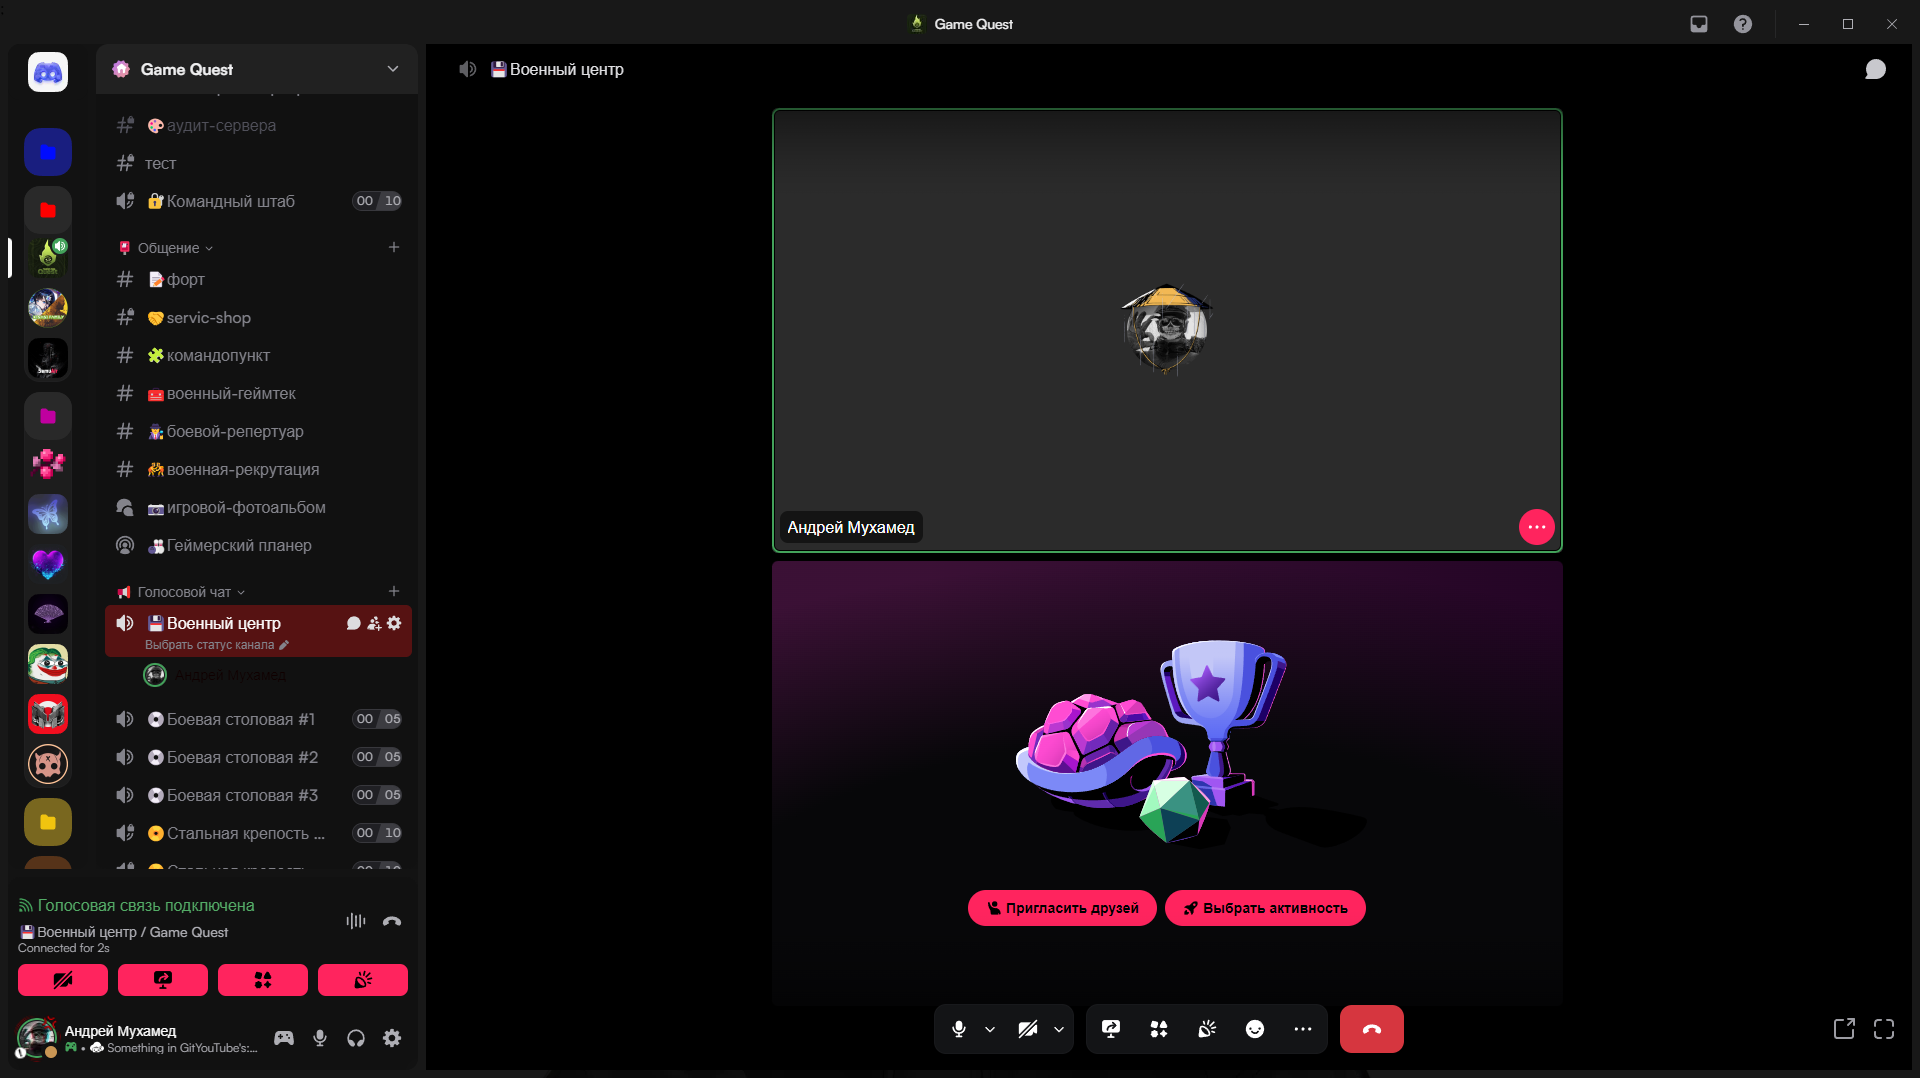 Game Quest
Game Quest
аудит-сервера
тест
Командный штаб 00 10
Общение
форт
servic-shop
командопункт
военный-геймтек
боевой-репертуар
военная-рекрутация
игровой-фотоальбом
Геймерский планер
Голосовой чат
Военный центр
Выбрать статус канала
Андрей Мухамед
Боевая столовая #1 00 05
Боевая столовая #2 00 05
Боевая столовая #3 00 05
Стальная крепость ... 00 10
Голосовая связь подключена
Военный центр / Game Quest
Connected for 2s
Андрей Мухамед
Something in GitYouTube's:...
Военный центр
Андрей Мухамед
Пригласить друзей
Выбрать активность